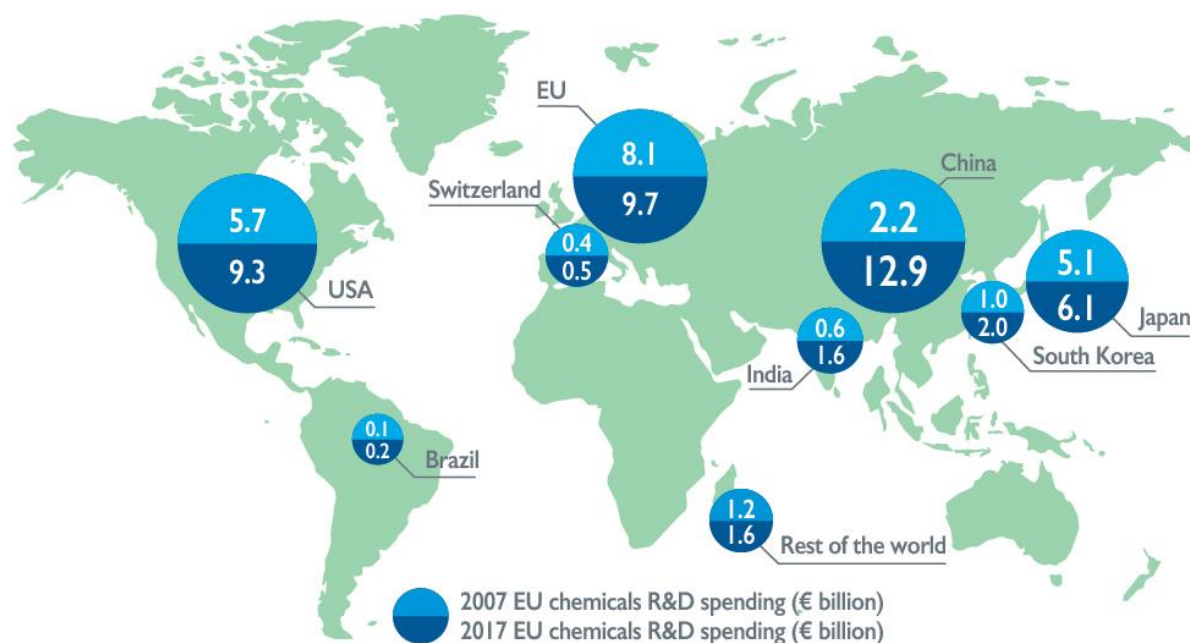 EU
8.1
9.7
China
2.2
12.9
Switzerland
0.4
0.5
5.7
9.3
USA
5.1
6.1
Japan
1.0
2.0
South Korea
0.6
1.6
India
0.1
0.2
Brazil
1.2
1.6
Rest of the world
2007 EU chemicals R&D spending (€ billion)
2017 EU chemicals R&D spending (€ billion)